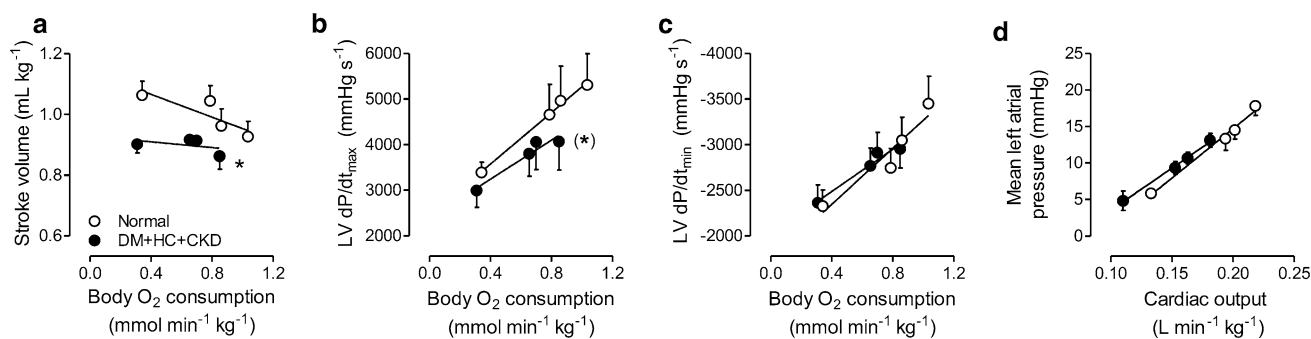 a
Stroke volume (mL kg⁻¹)
1.2
1.0
0.8
0.6
*
Normal
DM+HC+CKD
0.0 0.4 0.8 1.2
Body O₂ consumption
(mmol min⁻¹ kg⁻¹)
b
LV dP/dtmax (mmHg s⁻¹)
6000
5000
4000
3000
2000
(*)
0.0 0.4 0.8 1.2
Body O₂ consumption
(mmol min⁻¹ kg⁻¹)
c
LV dP/dtmin (mmHg s⁻¹)
-4000
-3500
-3000
-2500
-2000
0.0 0.4 0.8 1.2
Body O₂ consumption
(mmol min⁻¹ kg⁻¹)
d
Mean left atrial
pressure (mmHg)
25
20
15
10
5
0
0.10 0.15 0.20 0.25
Cardiac output
(L min⁻¹ kg⁻¹)